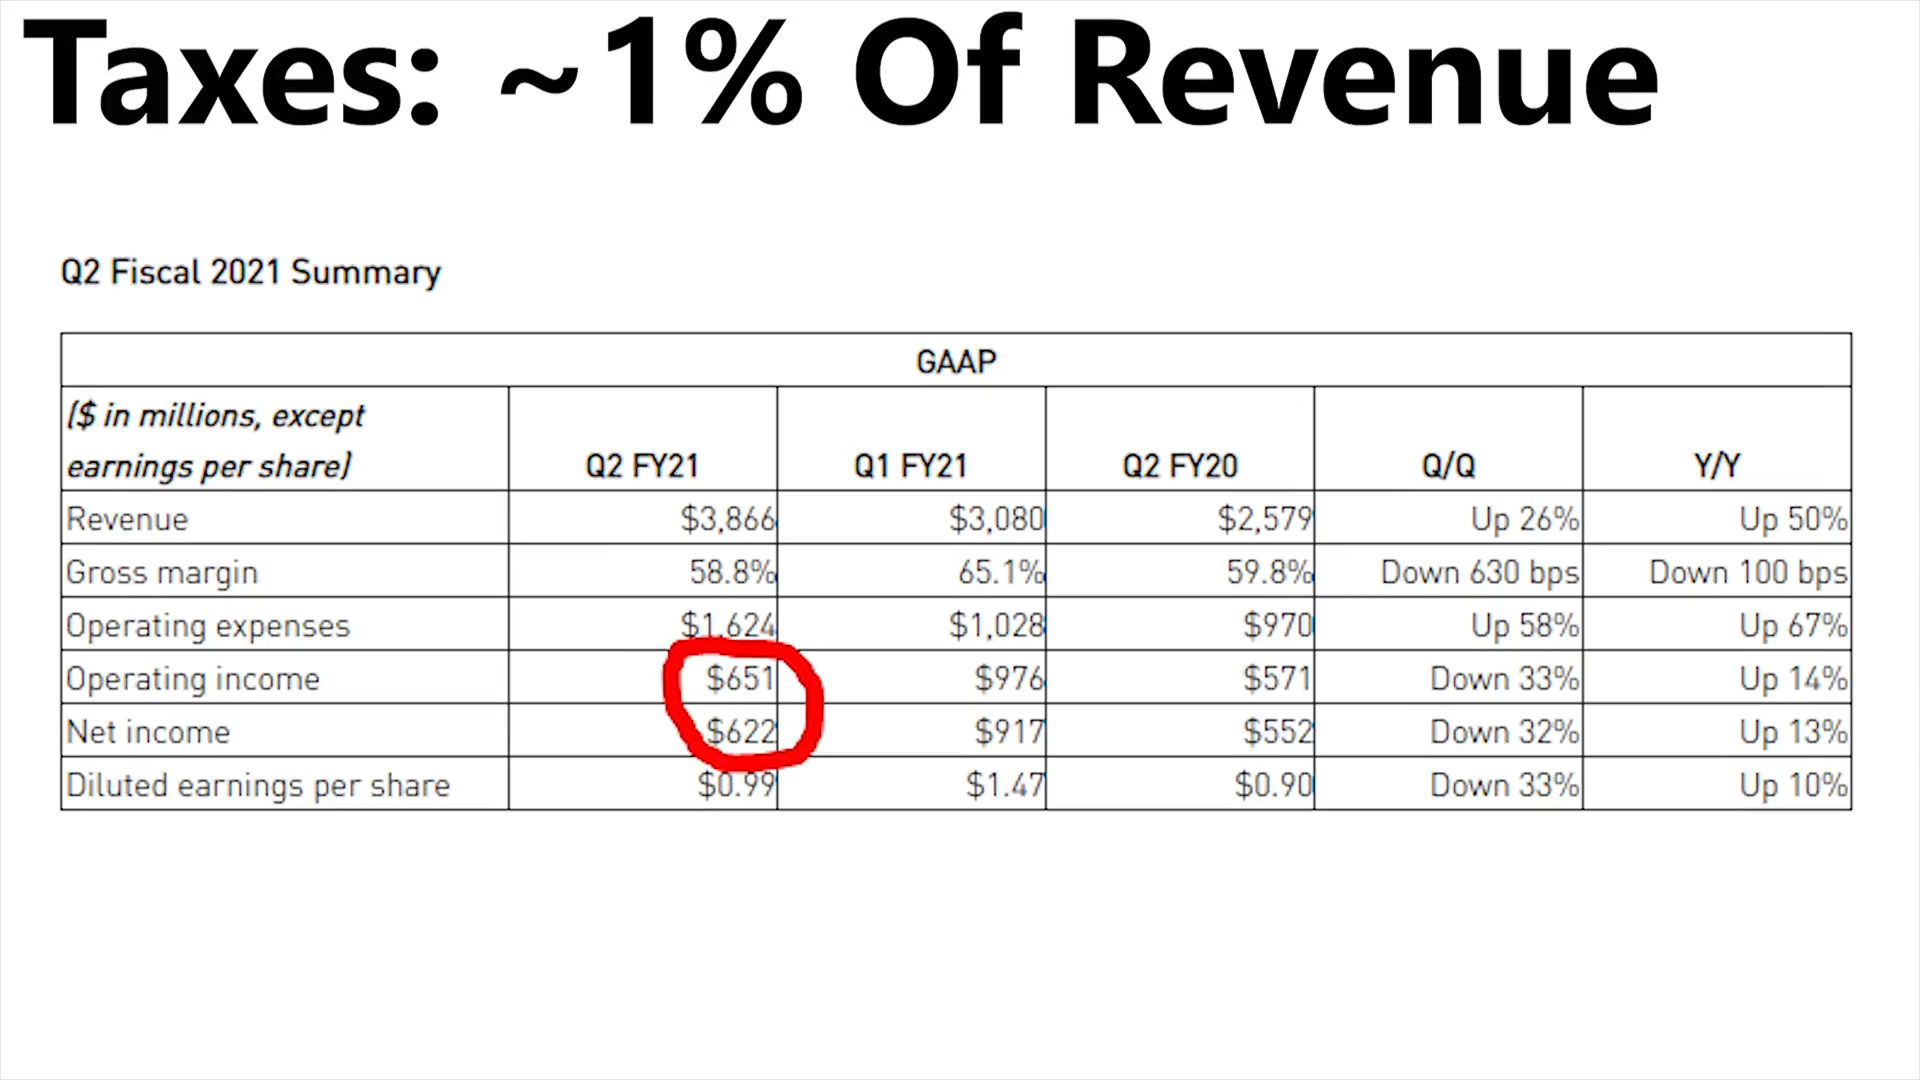 Taxes: ~1% Of Revenue
Q2 Fiscal 2021 Summary
GAAP
($ in millions, except
earnings per share) Q2 FY21 Q1 FY21 Q2 FY20 Q/Q Y/Y
Revenue $3,866 $3,080 $2,579 Up 26% Up 50%
Gross margin 58.8% 65.1% 59.8% Down 630 bps Down 100 bps
Operating expenses $1,624 $1,028 $970 Up 58% Up 67%
Operating income $651 $976 $571 Down 33% Up 14%
Net income $622 $917 $552 Down 32% Up 13%
Diluted earnings per share $0.99 $1.47 $0.90 Down 33% Up 10%